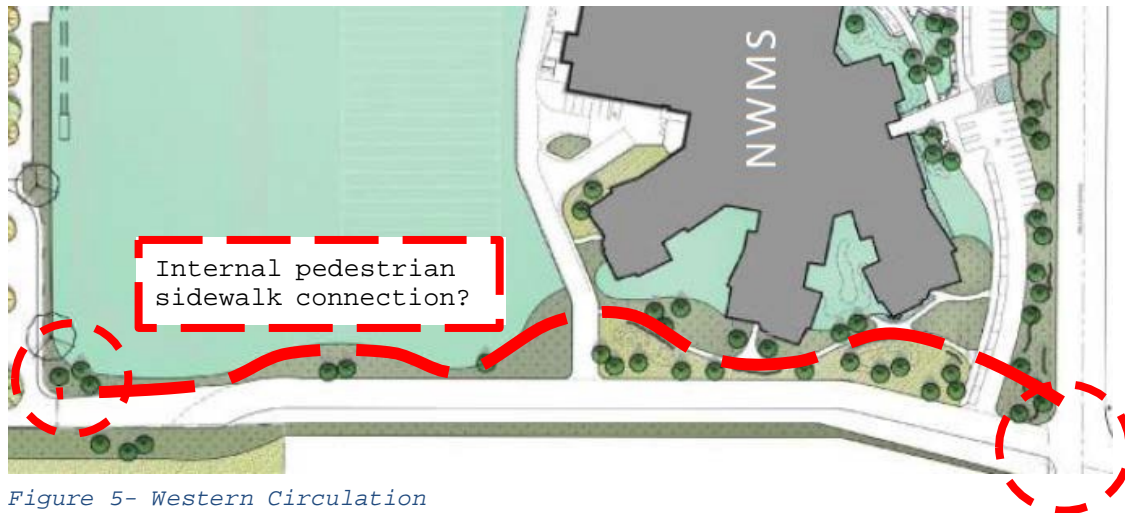 NWMS
Internal pedestrian
sidewalk connection?
Figure 5- Western Circulation